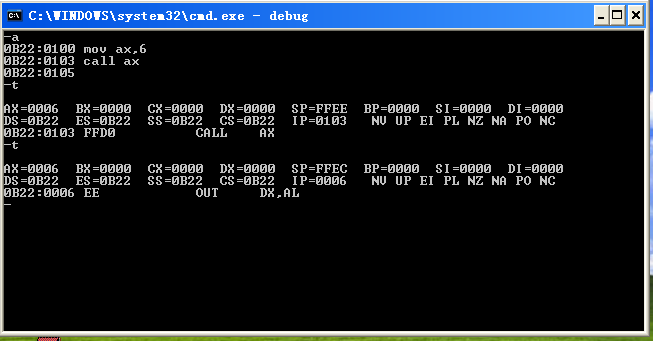 C:\WINDOWS\system32\cmd.exe - debug
-a
0B22:0100 mov ax,6
0B22:0103 call ax
0B22:0105
-t
AX=0006 BX=0000 CX=0000 DX=0000 SP=FFEE BP=0000 SI=0000 DI=0000
DS=0B22 ES=0B22 SS=0B22 CS=0B22 IP=0103 NV UP EI PL NZ NA PO NC
0B22:0103 FFD0 CALL AX
-t
AX=0006 BX=0000 CX=0000 DX=0000 SP=FFEC BP=0000 SI=0000 DI=0000
DS=0B22 ES=0B22 SS=0B22 CS=0B22 IP=0006 NV UP EI PL NZ NA PO NC
0B22:0006 EE OUT DX,AL
-